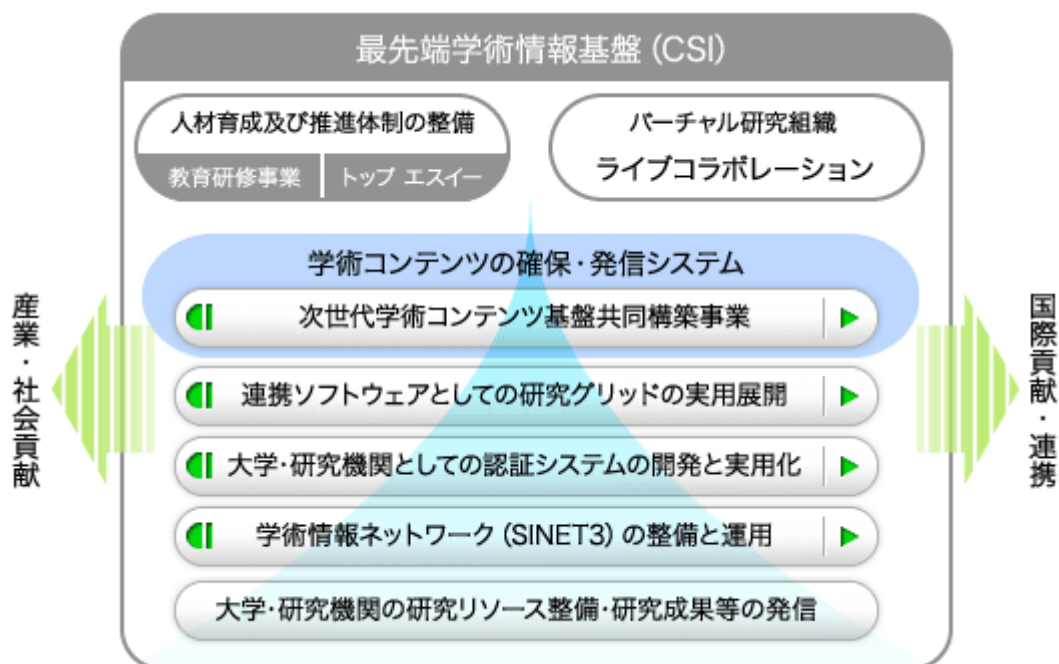 最先端学術情報基盤 (CSI)
人材育成及び推進体制の整備
教育研修事業
トップ エスイー
バーチャル研究組織
ライブコラボレーション
学術コンテンツの確保・発信システム
次世代学術コンテンツ基盤共同構築事業
連携ソフトウェアとしての研究グリッドの実用展開
大学・研究機関としての認証システムの開発と実用化
学術情報ネットワーク (SINET3) の整備と運用
大学・研究機関の研究リソース整備・研究成果等の発信
産業・社会貢献
国際貢献・連携